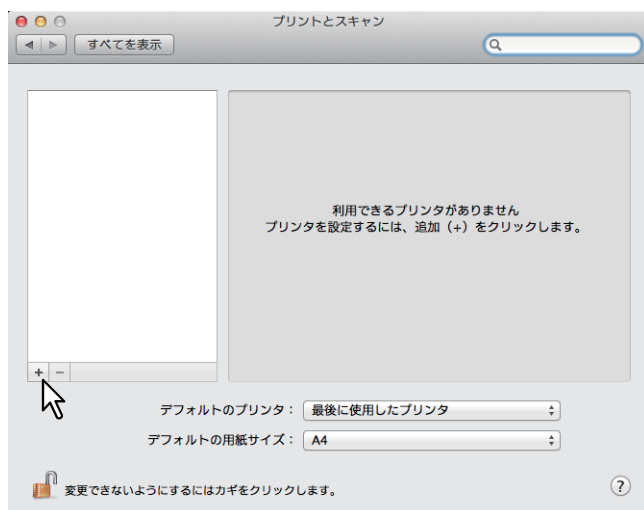 プリントとスキャン
すべてを表示
利用できるプリンタがありません
プリンタを設定するには、追加（+）をクリックします。
+ −
デフォルトのプリンタ： 最後に使用したプリンタ
デフォルトの用紙サイズ： A4
変更できないようにするにはカギをクリックします。 ?